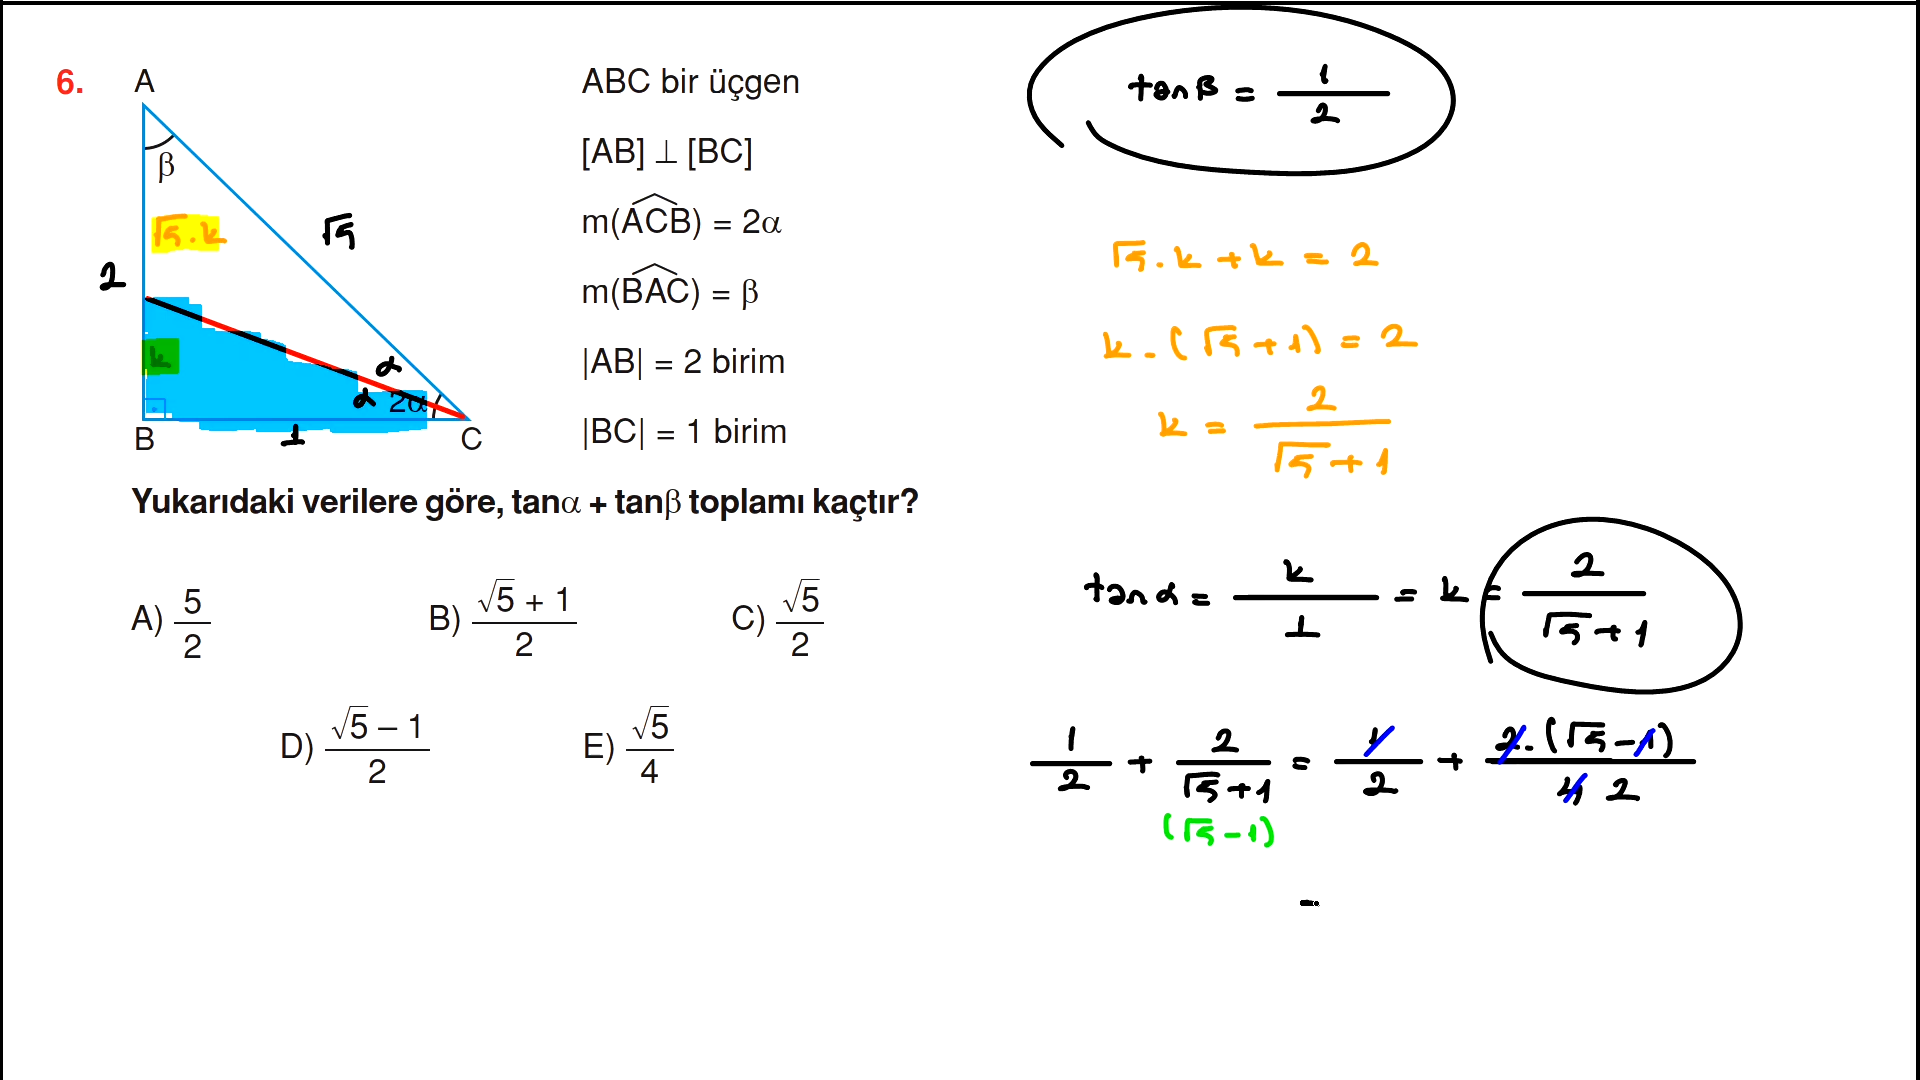 6.
A
β
√5.k
√5
2
k
α
α 2α
B 1 C
ABC bir üçgen
[AB] ⊥ [BC]
m(ACB) = 2α
m(BAC) = β
|AB| = 2 birim
|BC| = 1 birim
Yukarıdaki verilere göre, tanα + tanβ toplamı kaçtır?
A) 5/2 B) (√5 + 1)/2 C) √5/2
D) (√5 – 1)/2 E) √5/4
tanβ = 1/2
√5.k + k = 2
k.(√5+1) = 2
k = 2/(√5+1)
tanα = k/1 = k = 2/(√5+1)
1/2 + 2/(√5+1) = 1/2 + 2.(√5-1)/4 2
(√5-1)